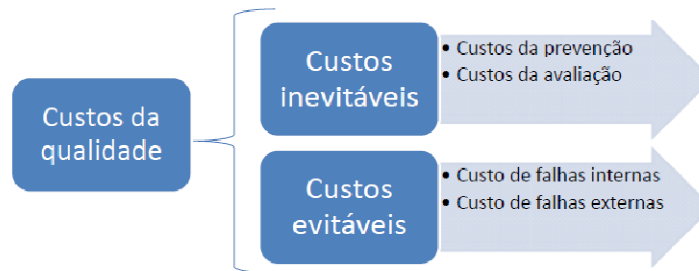 Custos da
qualidade
Custos
inevitáveis
• Custos da prevenção
• Custos da avaliação
Custos
evitáveis
• Custo de falhas internas
• Custo de falhas externas